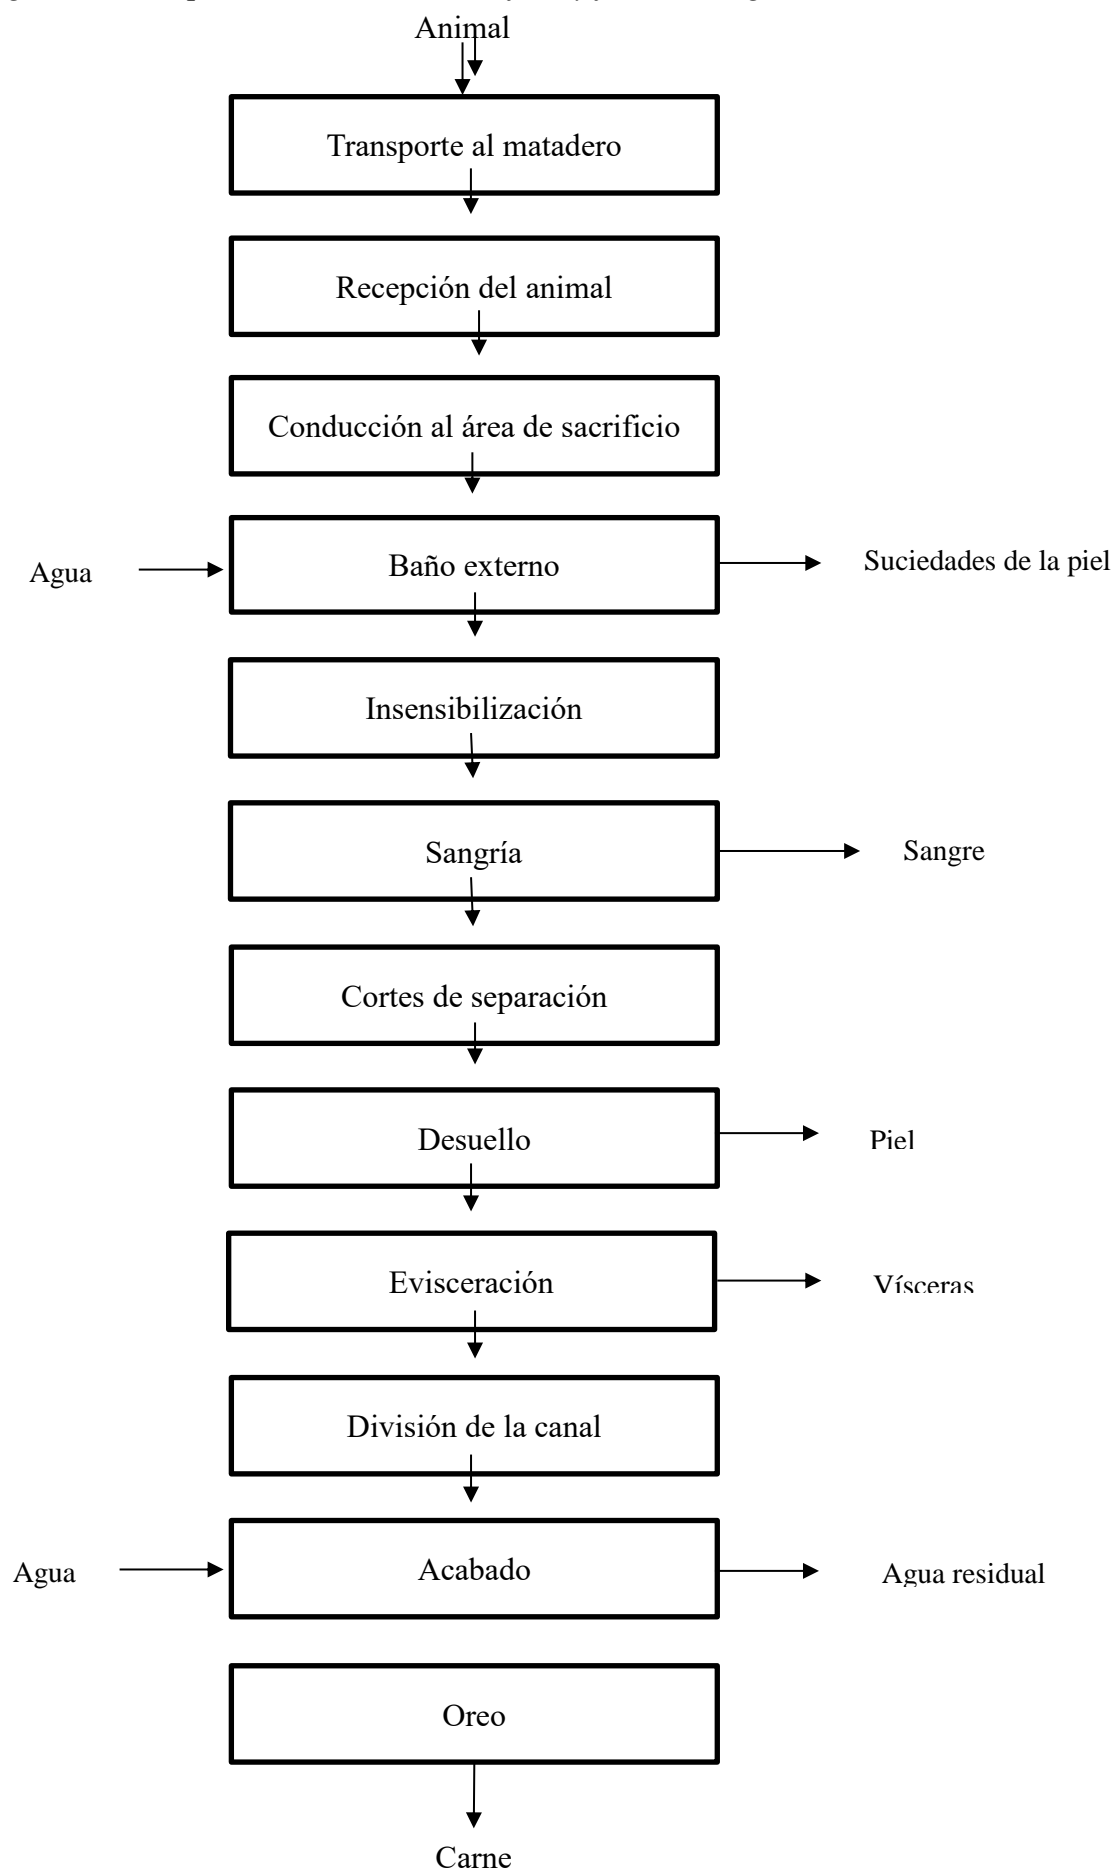 Animal
Transporte al matadero
Recepción del animal
Conducción al área de sacrificio
Agua
Baño externo
Suciedades de la piel
Insensibilización
Sangría
Sangre
Cortes de separación
Desuello
Piel
Evisceración
Vísceras
División de la canal
Agua
Acabado
Agua residual
Oreo
Carne